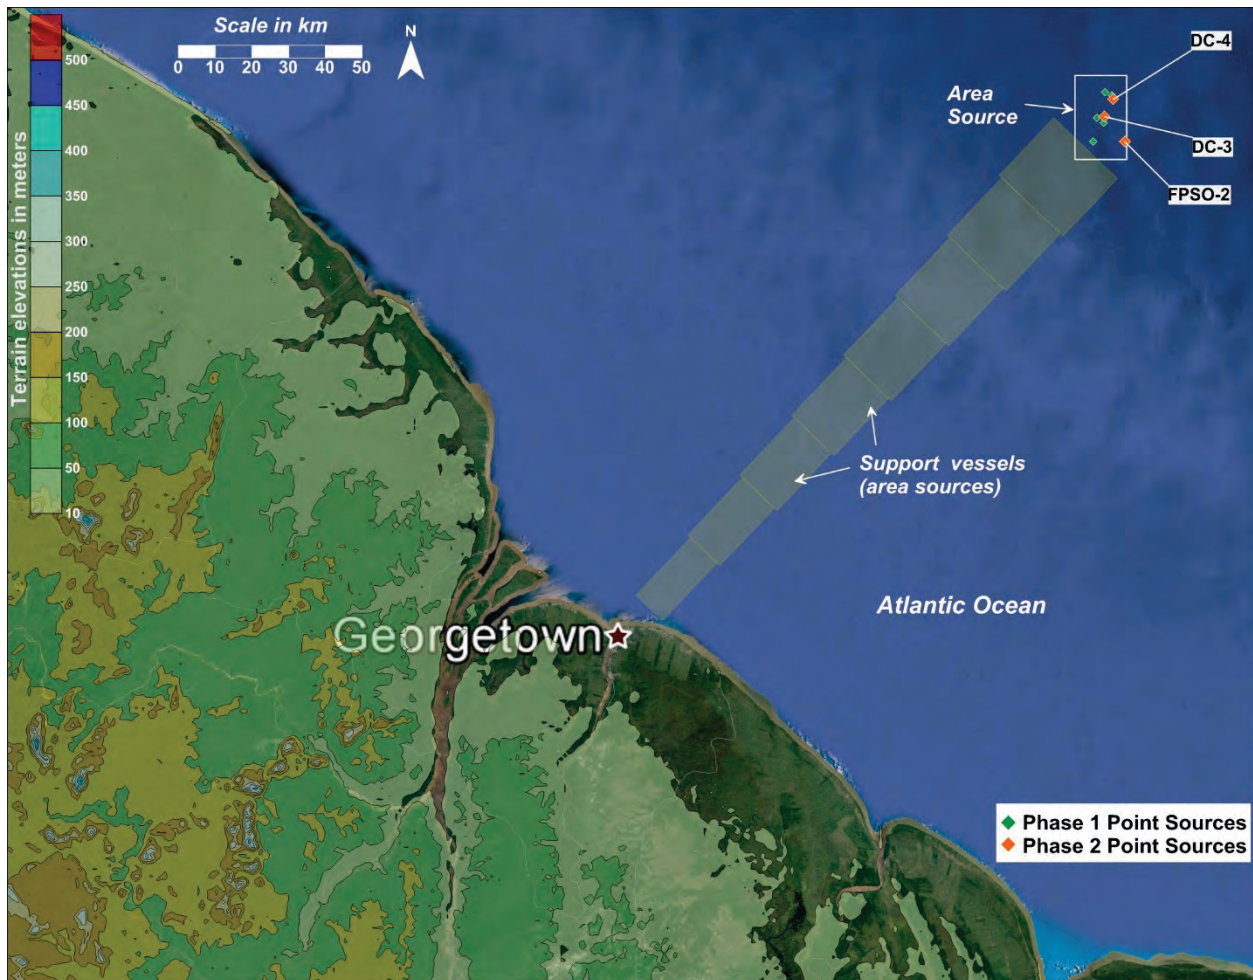 Scale in km
0 10 20 30 40 50
N
Terrain elevations in meters
500
450
400
350
300
250
200
150
100
50
10
DC-4
Area
Source
DC-3
FPSO-2
Support vessels
(area sources)
Atlantic Ocean
Georgetown
Phase 1 Point Sources
Phase 2 Point Sources